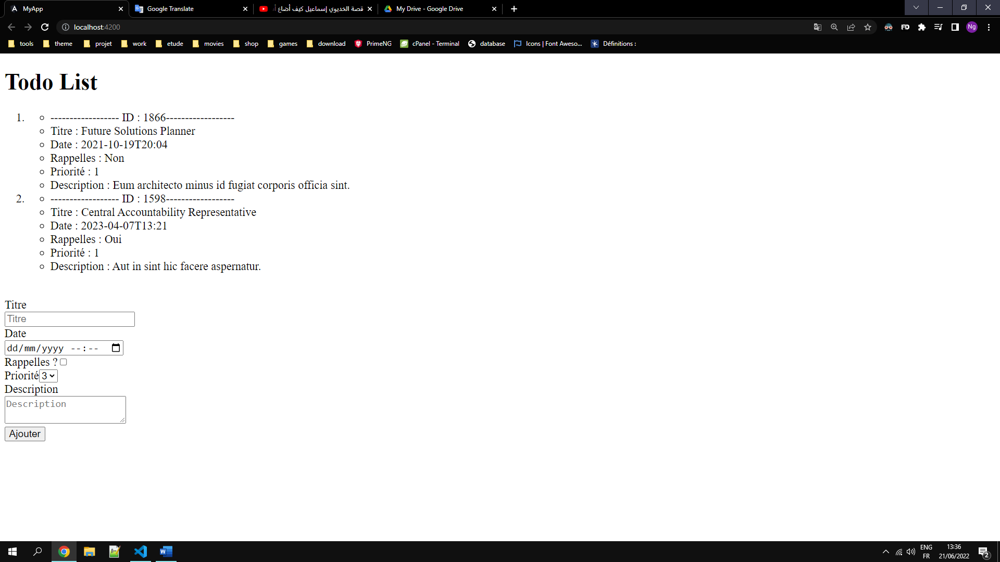 MyApp
Google Translate
قصة الخديوي إسماعيل كيف أضاع أ
My Drive - Google Drive
localhost:4200
FD
Ng
tools
theme
projet
work
etude
movies
shop
games
download
PrimeNG
cPanel - Terminal
database
Icons | Font Aweso...
Définitions :
Todo List
1.
------------------ ID : 1866------------------
Titre : Future Solutions Planner
Date : 2021-10-19T20:04
Rappelles : Non
Priorité : 1
Description : Eum architecto minus id fugiat corporis officia sint.
2.
------------------ ID : 1598------------------
Titre : Central Accountability Representative
Date : 2023-04-07T13:21
Rappelles : Oui
Priorité : 1
Description : Aut in sint hic facere aspernatur.
Titre
Titre
Date
dd/mm/yyyy --:--
Rappelles ?
Priorité 3
Description
Description
Ajouter
ENG
FR
13:36
21/06/2022
2